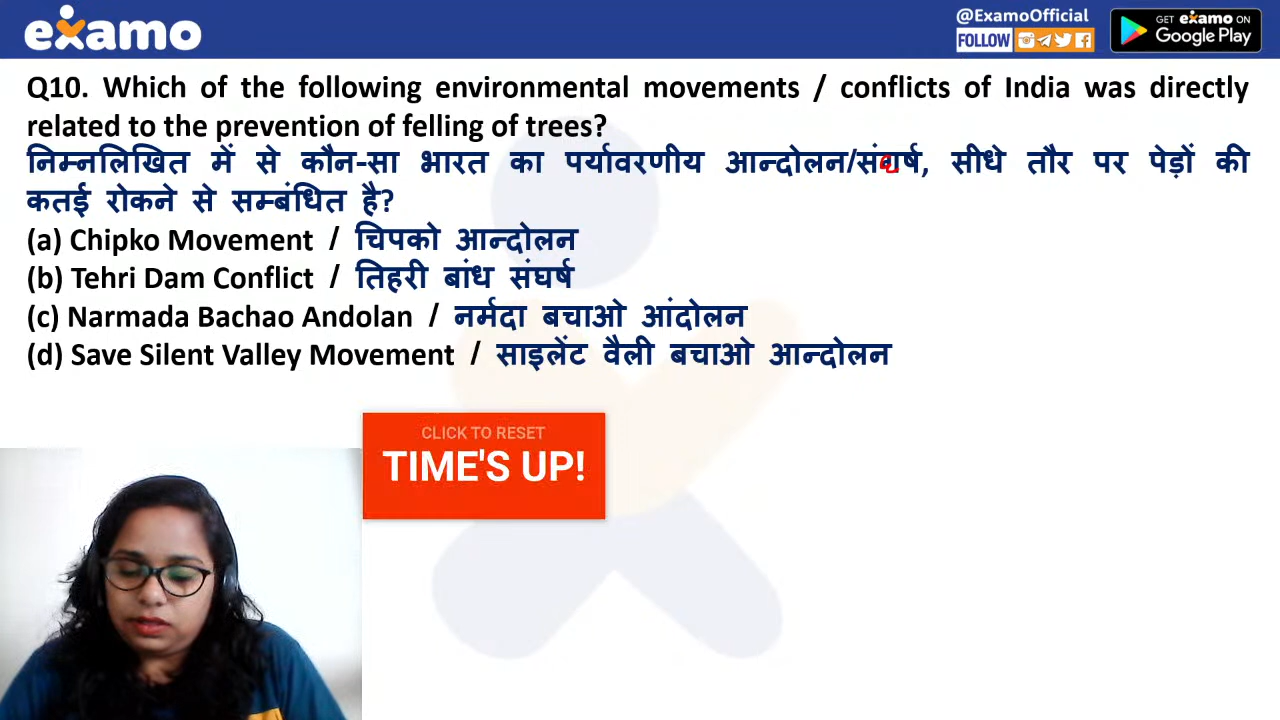 examo
@ExamoOfficial
FOLLOW
GET examo ON
Google Play
Q10. Which of the following environmental movements / conflicts of India was directly
related to the prevention of felling of trees?
निम्नलिखित में से कौन-सा भारत का पर्यावरणीय आन्दोलन/संघर्ष, सीधे तौर पर पेड़ों की
कतई रोकने से सम्बंधित है?
(a) Chipko Movement / चिपको आन्दोलन
(b) Tehri Dam Conflict / तिहरी बांध संघर्ष
(c) Narmada Bachao Andolan / नर्मदा बचाओ आंदोलन
(d) Save Silent Valley Movement / साइलेंट वैली बचाओ आन्दोलन
CLICK TO RESET
TIME'S UP!